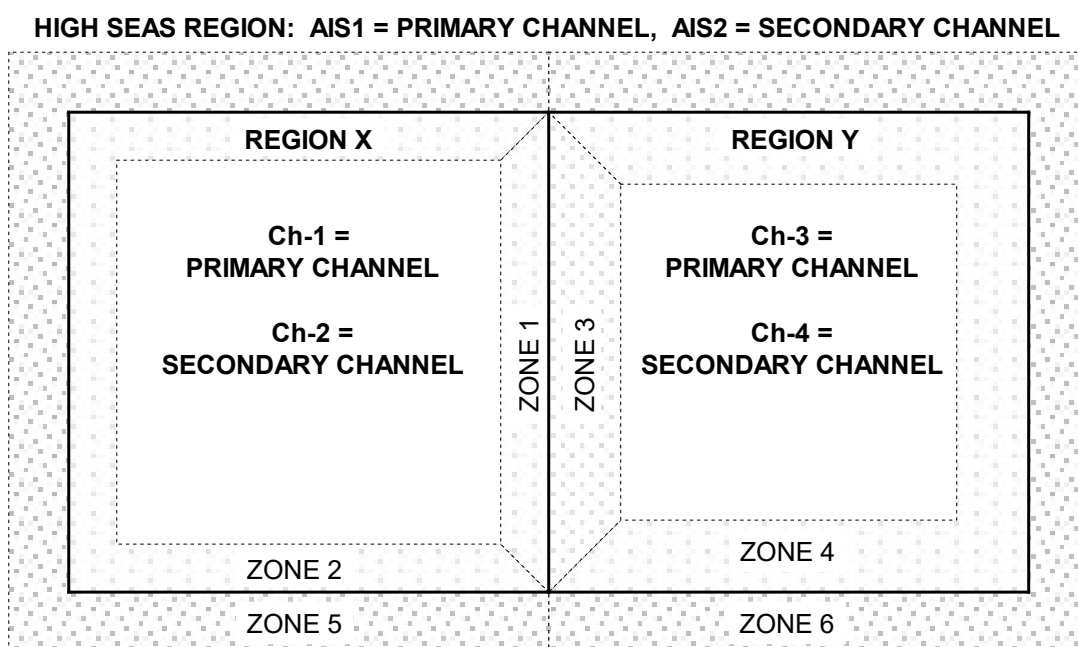 HIGH SEAS REGION: AIS1 = PRIMARY CHANNEL, AIS2 = SECONDARY CHANNEL
REGION X
REGION Y
Ch-1 =
PRIMARY CHANNEL
Ch-2 =
SECONDARY CHANNEL
ZONE 1
ZONE 3
Ch-3 =
PRIMARY CHANNEL
Ch-4 =
SECONDARY CHANNEL
ZONE 2
ZONE 4
ZONE 5
ZONE 6